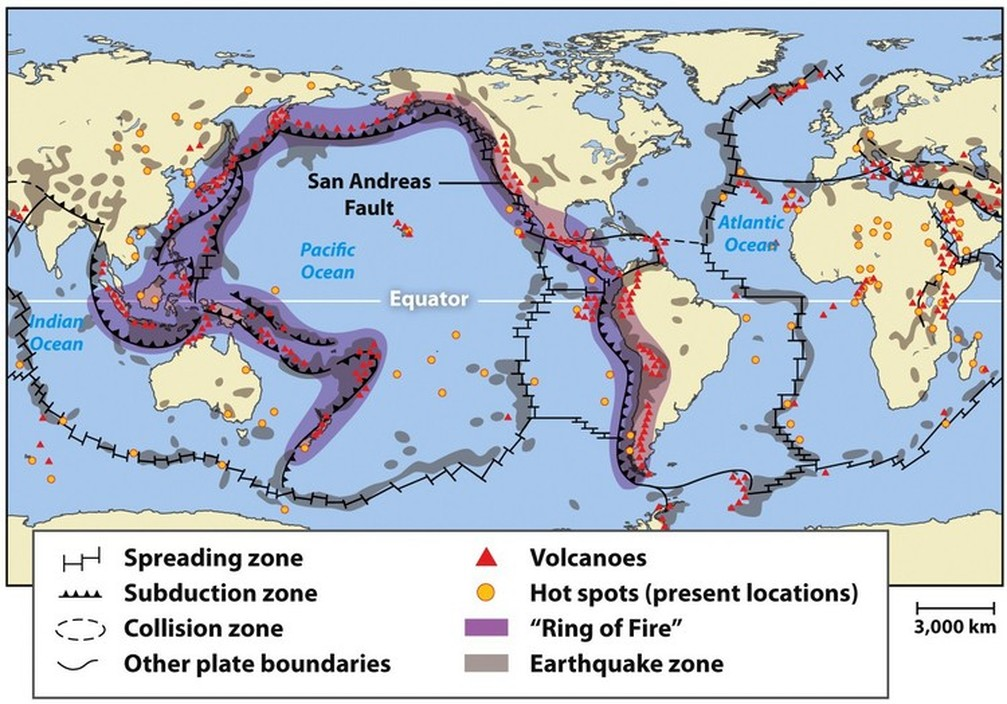 San Andreas
Fault
Pacific
Ocean
Atlantic
Ocean
Equator
Indian
Ocean
Spreading zone
Subduction zone
Collision zone
Other plate boundaries
Volcanoes
Hot spots (present locations)
“Ring of Fire”
Earthquake zone
3,000 km